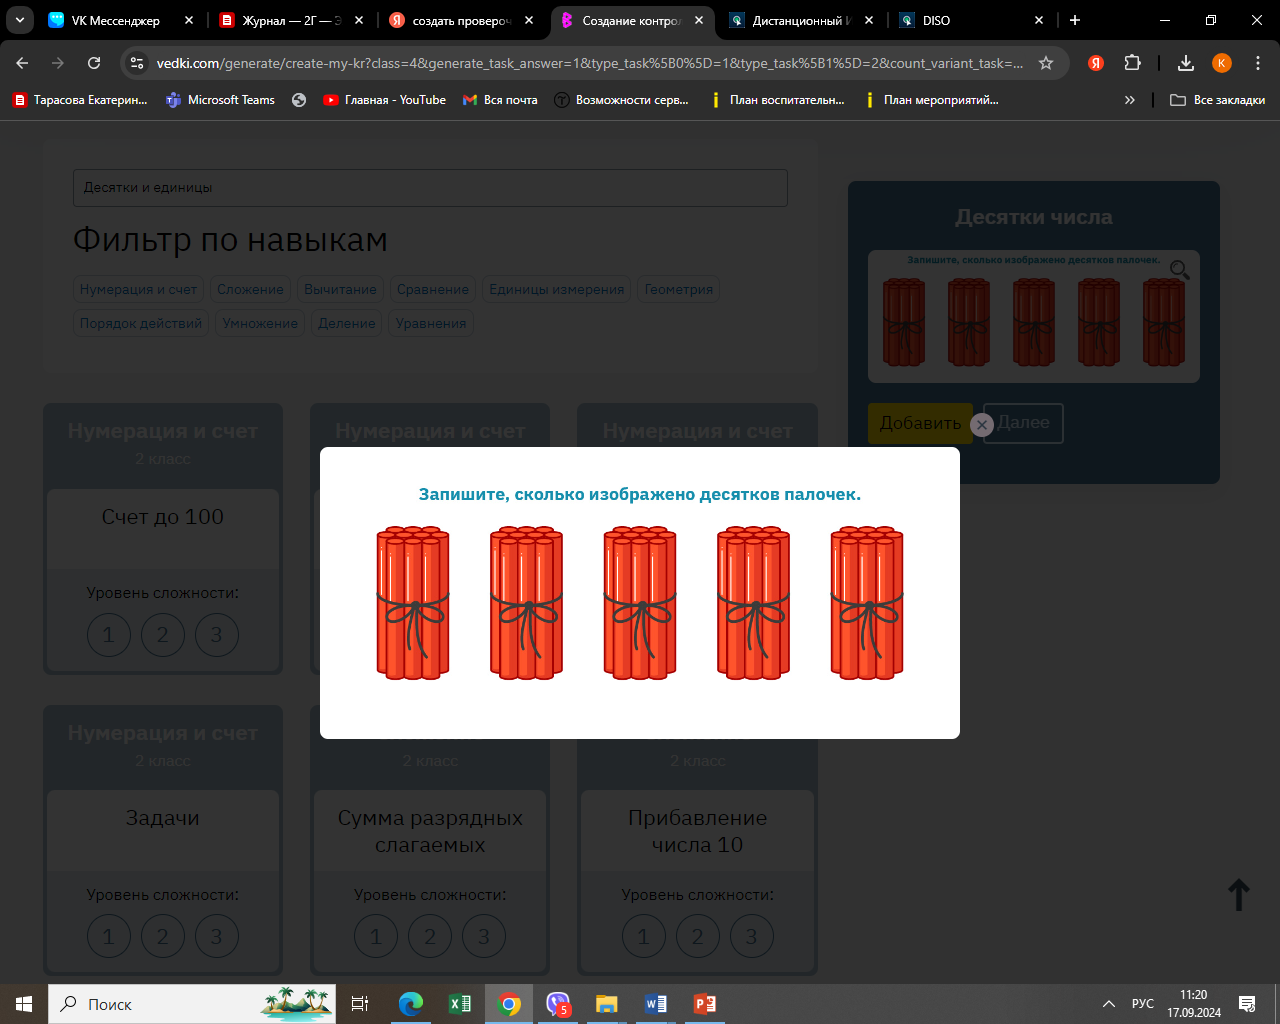 VK Мессенджер
Журнал — 2Г — Э
создать провероч
Создание контрол
Дистанционный И
DISO
vedki.com/generate/create-my-kr?class=4&generate_task_answer=1&type_task%5B0%5D=1&type_task%5B1%5D=2&count_variant_task=...
Тарасова Екатерин...
Microsoft Teams
Главная - YouTube
Вся почта
Возможности серв...
План воспитательн...
План мероприятий...
Все закладки
Десятки и единицы
Фильтр по навыкам
Нумерация и счет
Сложение
Вычитание
Сравнение
Единицы измерения
Геометрия
Порядок действий
Умножение
Деление
Уравнения
Десятки числа
Запишите, сколько изображено десятков палочек.
Добавить
Далее
Нумерация и счет
2 класс
Счет до 100
Уровень сложности:
1 2 3
Нумерация и счет
Нумерация и счет
Запишите, сколько изображено десятков палочек.
Нумерация и счет
2 класс
Задачи
Уровень сложности:
1 2 3
2 класс
Сумма разрядных
слагаемых
Уровень сложности:
1 2 3
2 класс
Прибавление
числа 10
Уровень сложности:
1 2 3
Поиск
5
РУС
11:20
17.09.2024